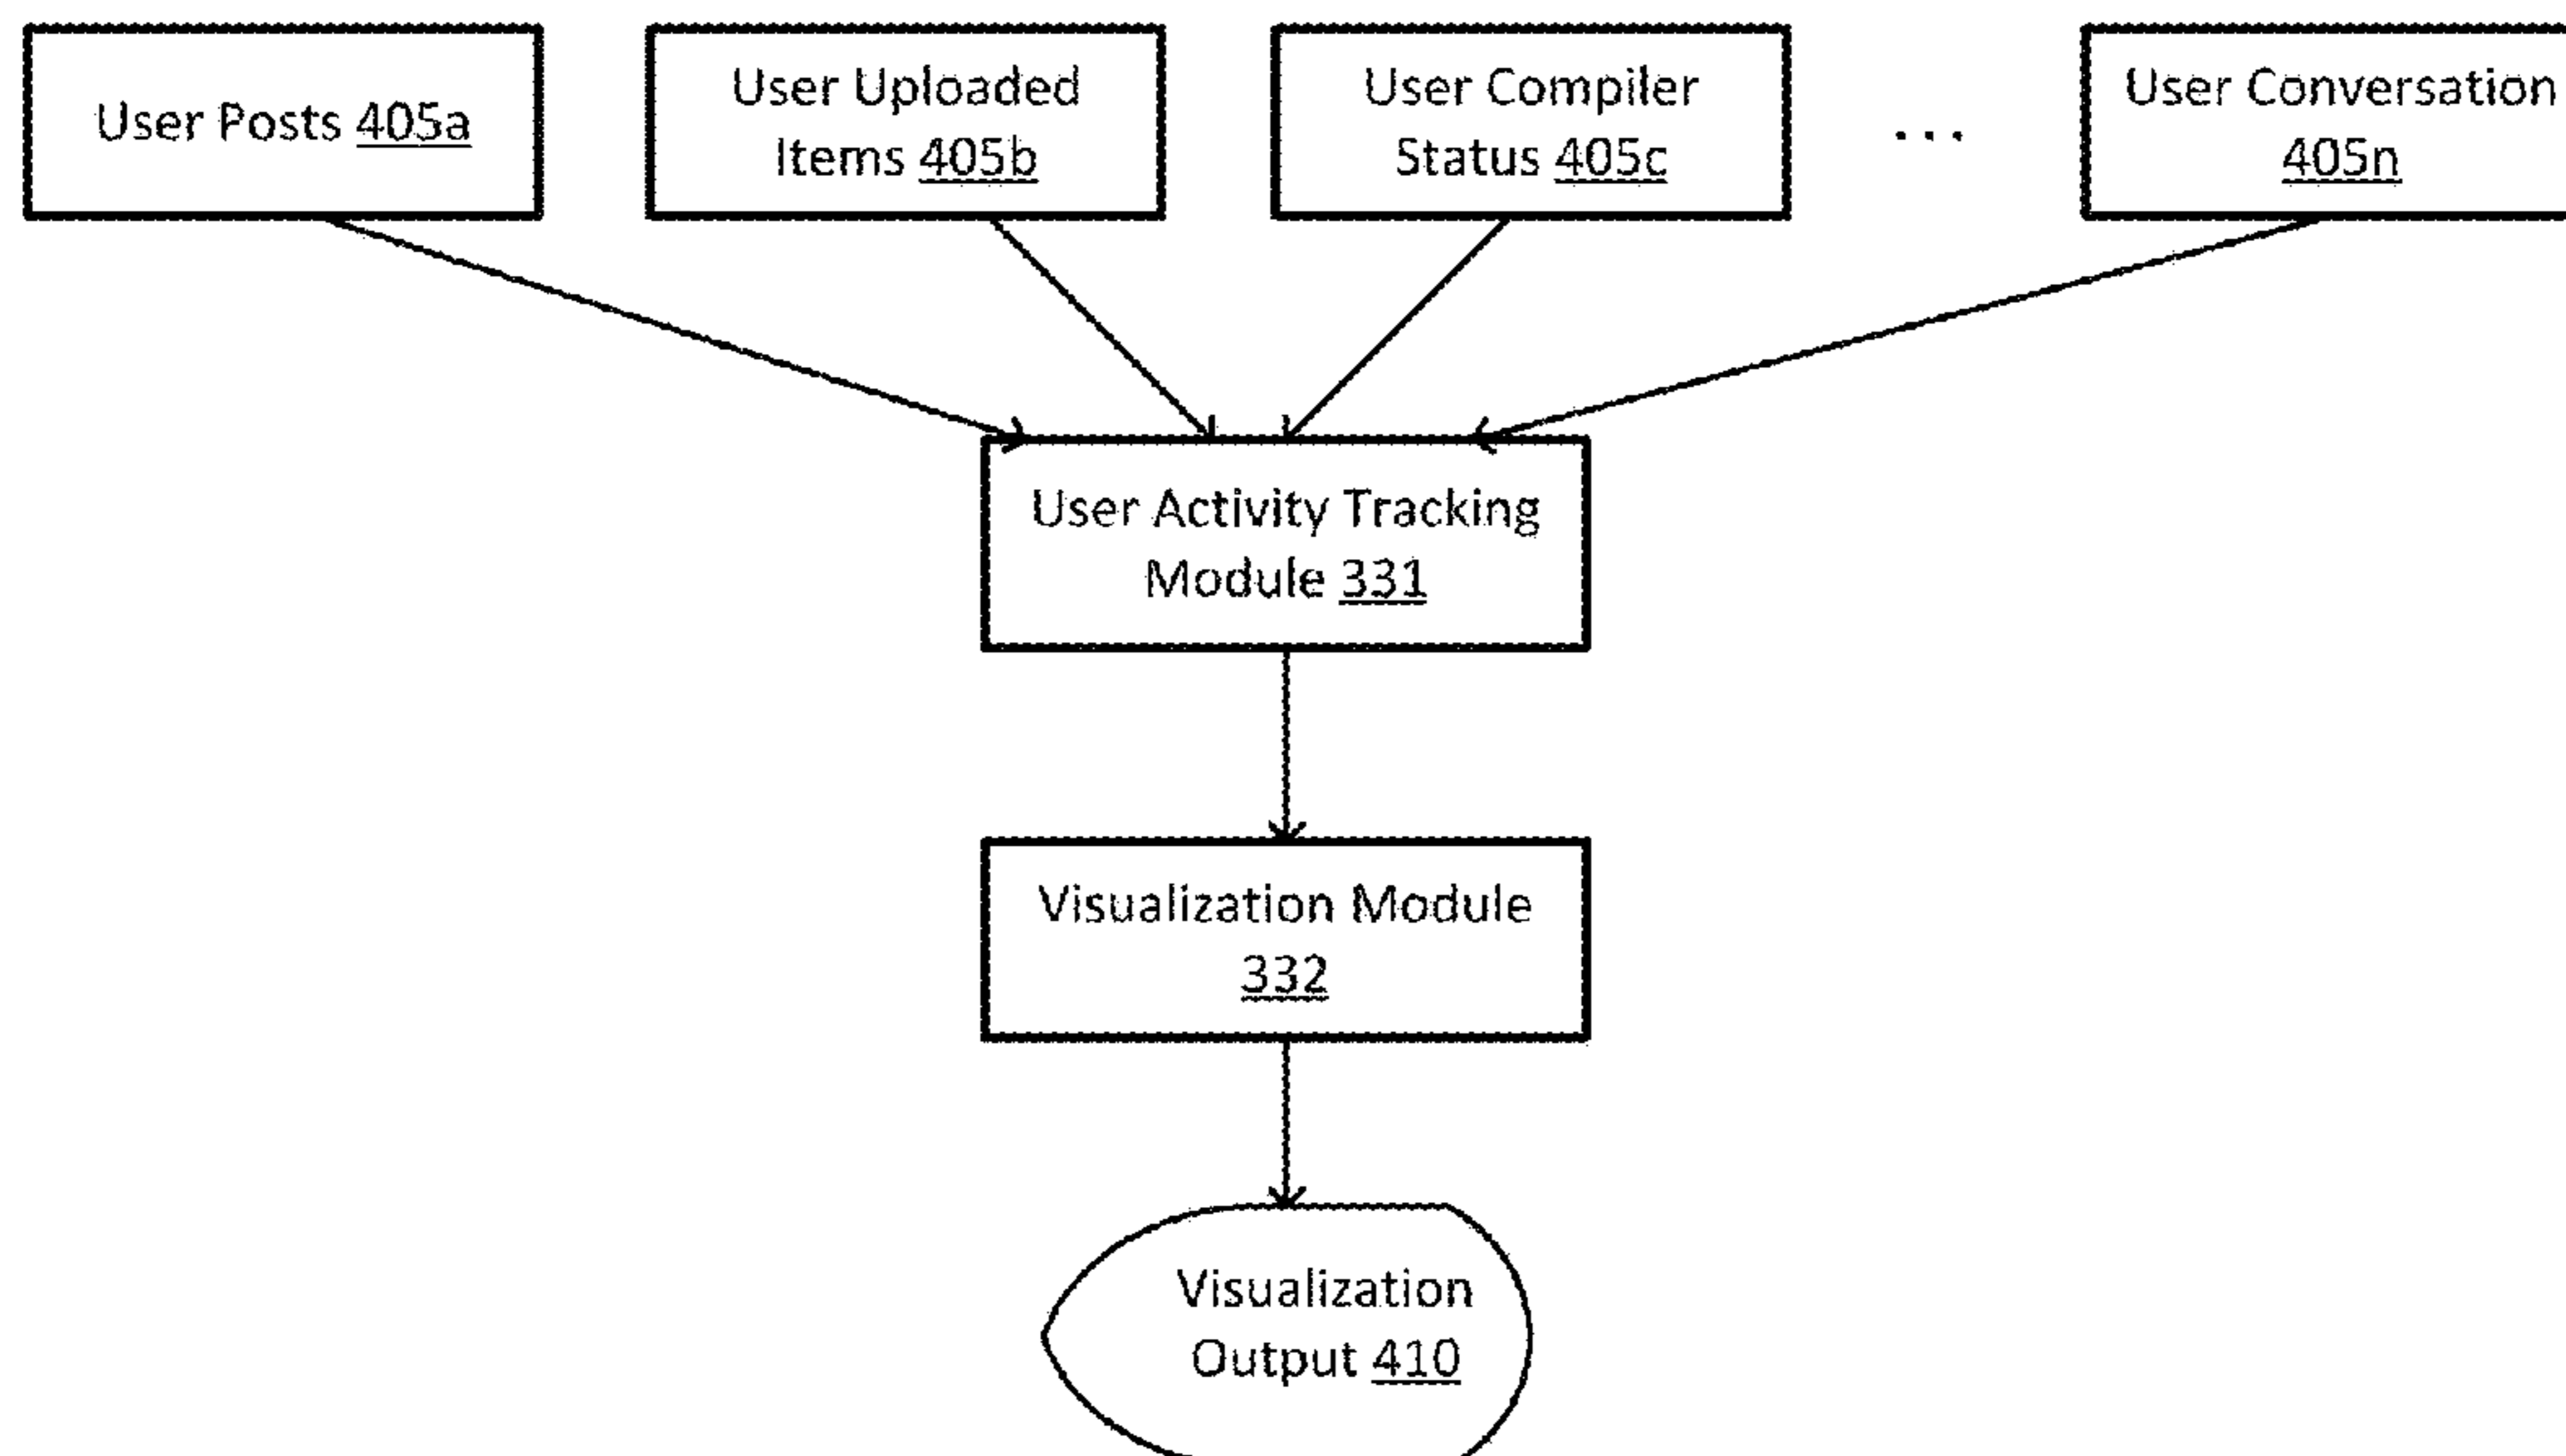 User Posts 405a
User Uploaded
Items 405b
User Compiler
Status 405c
...
User Conversation
405n
User Activity Tracking
Module 331
Visualization Module
332
Visualization
Output 410